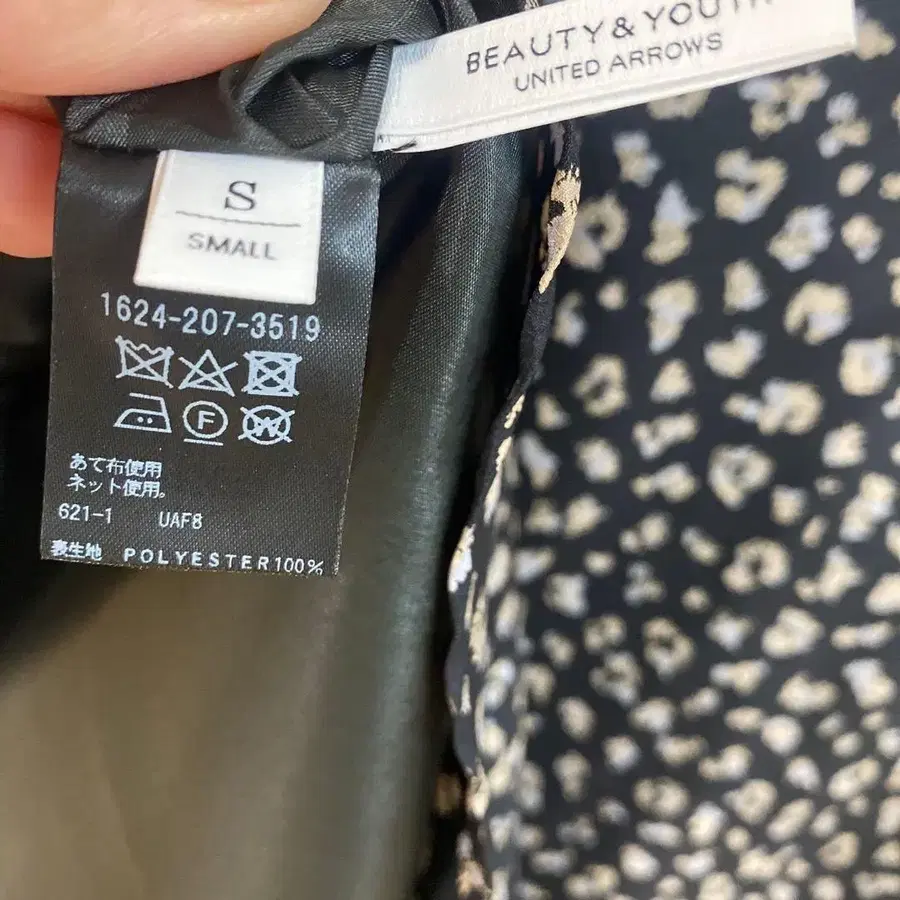 BEAUTY & YOUTH
UNITED ARROWS
S
SMALL
1624-207-3519
F
W
あて布使用
ネット使用。
621-1 UAF8
表生地 POLYESTER100%